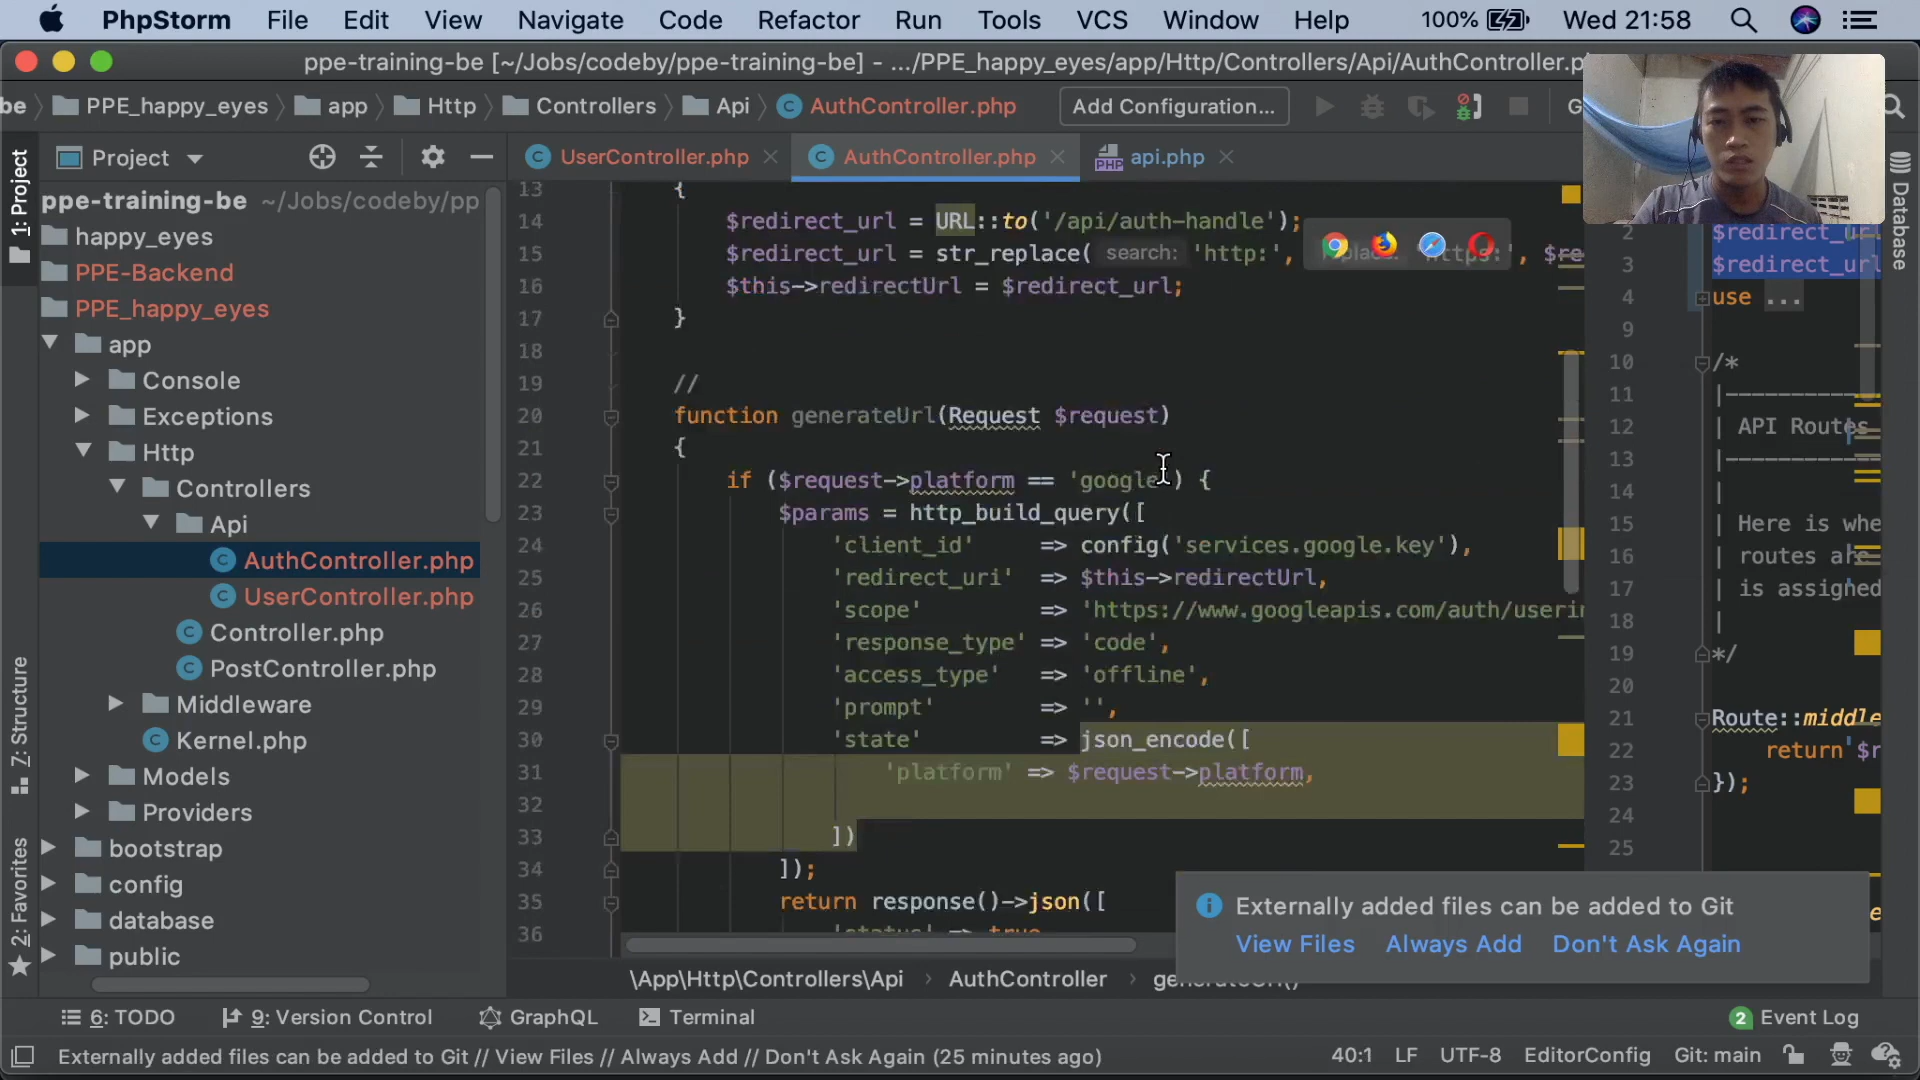 PhpStorm File Edit View Navigate Code Refactor Run Tools VCS Window Help 100% Wed 21:58
ppe-training-be [~/Jobs/codeby/ppe-training-be] - .../PPE_happy_eyes/app/Http/Controllers/Api/AuthController.p
be PPE_happy_eyes app Http Controllers Api AuthController.php Add Configuration... G
Project
UserController.php AuthController.php api.php
1: Project
Z: Structure
2: Favorites
Database
ppe-training-be ~/Jobs/codeby/pp
happy_eyes
PPE-Backend
PPE_happy_eyes
app
Console
Exceptions
Http
Controllers
Api
AuthController.php
UserController.php
Controller.php
PostController.php
Middleware
Kernel.php
Models
Providers
bootstrap
config
database
public
13 {
14 $redirect_url = URL::to('/api/auth-handle');
15 $redirect_url = str_replace( search: 'http:', 'https:', $re
16 $this->redirectUrl = $redirect_url;
17 }
18
19 //
20 function generateUrl(Request $request)
21 {
22 if ($request->platform == 'google') {
23 $params = http_build_query([
24 'client_id' => config('services.google.key'),
25 'redirect_uri' => $this->redirectUrl,
26 'scope' => 'https://www.googleapis.com/auth/userin
27 'response_type' => 'code',
28 'access_type' => 'offline',
29 'prompt' => '',
30 'state' => json_encode([
31 'platform' => $request->platform,
32
33 ])
34 ]);
35 return response()->json([
36 'status' => true
2 $redirect_url
3 $redirect_url
4 use ...
9
10 /*
11 |--------
12 | API Routes
13 |--------
14 |
15 | Here is whe
16 | routes are
17 | is assigned
18 |
19 */
20
21 Route::middle
22 return $r
23 });
24
25
Externally added files can be added to Git
View Files Always Add Don't Ask Again
\App\Http\Controllers\Api › AuthController › generateUrl()
6: TODO 9: Version Control GraphQL Terminal 2 Event Log
Externally added files can be added to Git // View Files // Always Add // Don't Ask Again (25 minutes ago) 40:1 LF UTF-8 EditorConfig Git: main